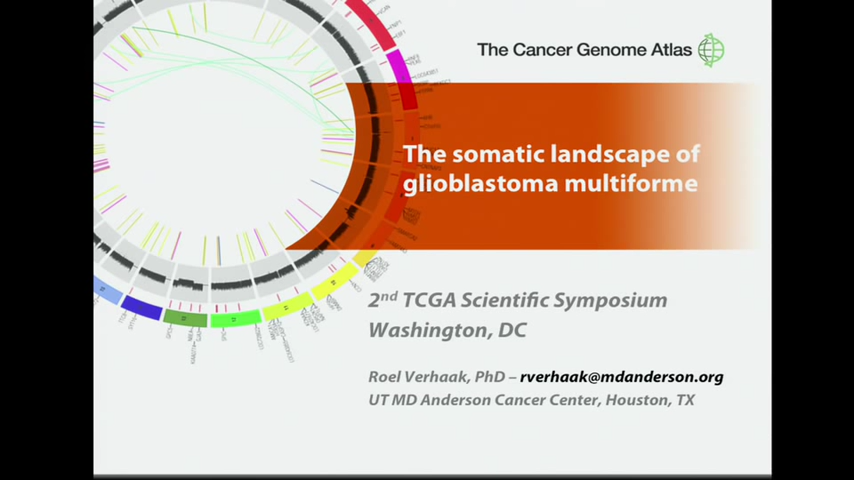 The Cancer Genome Atlas
The somatic landscape of
glioblastoma multiforme
2nd TCGA Scientific Symposium
Washington, DC
Roel Verhaak, PhD – rverhaak@mdanderson.org
UT MD Anderson Cancer Center, Houston, TX